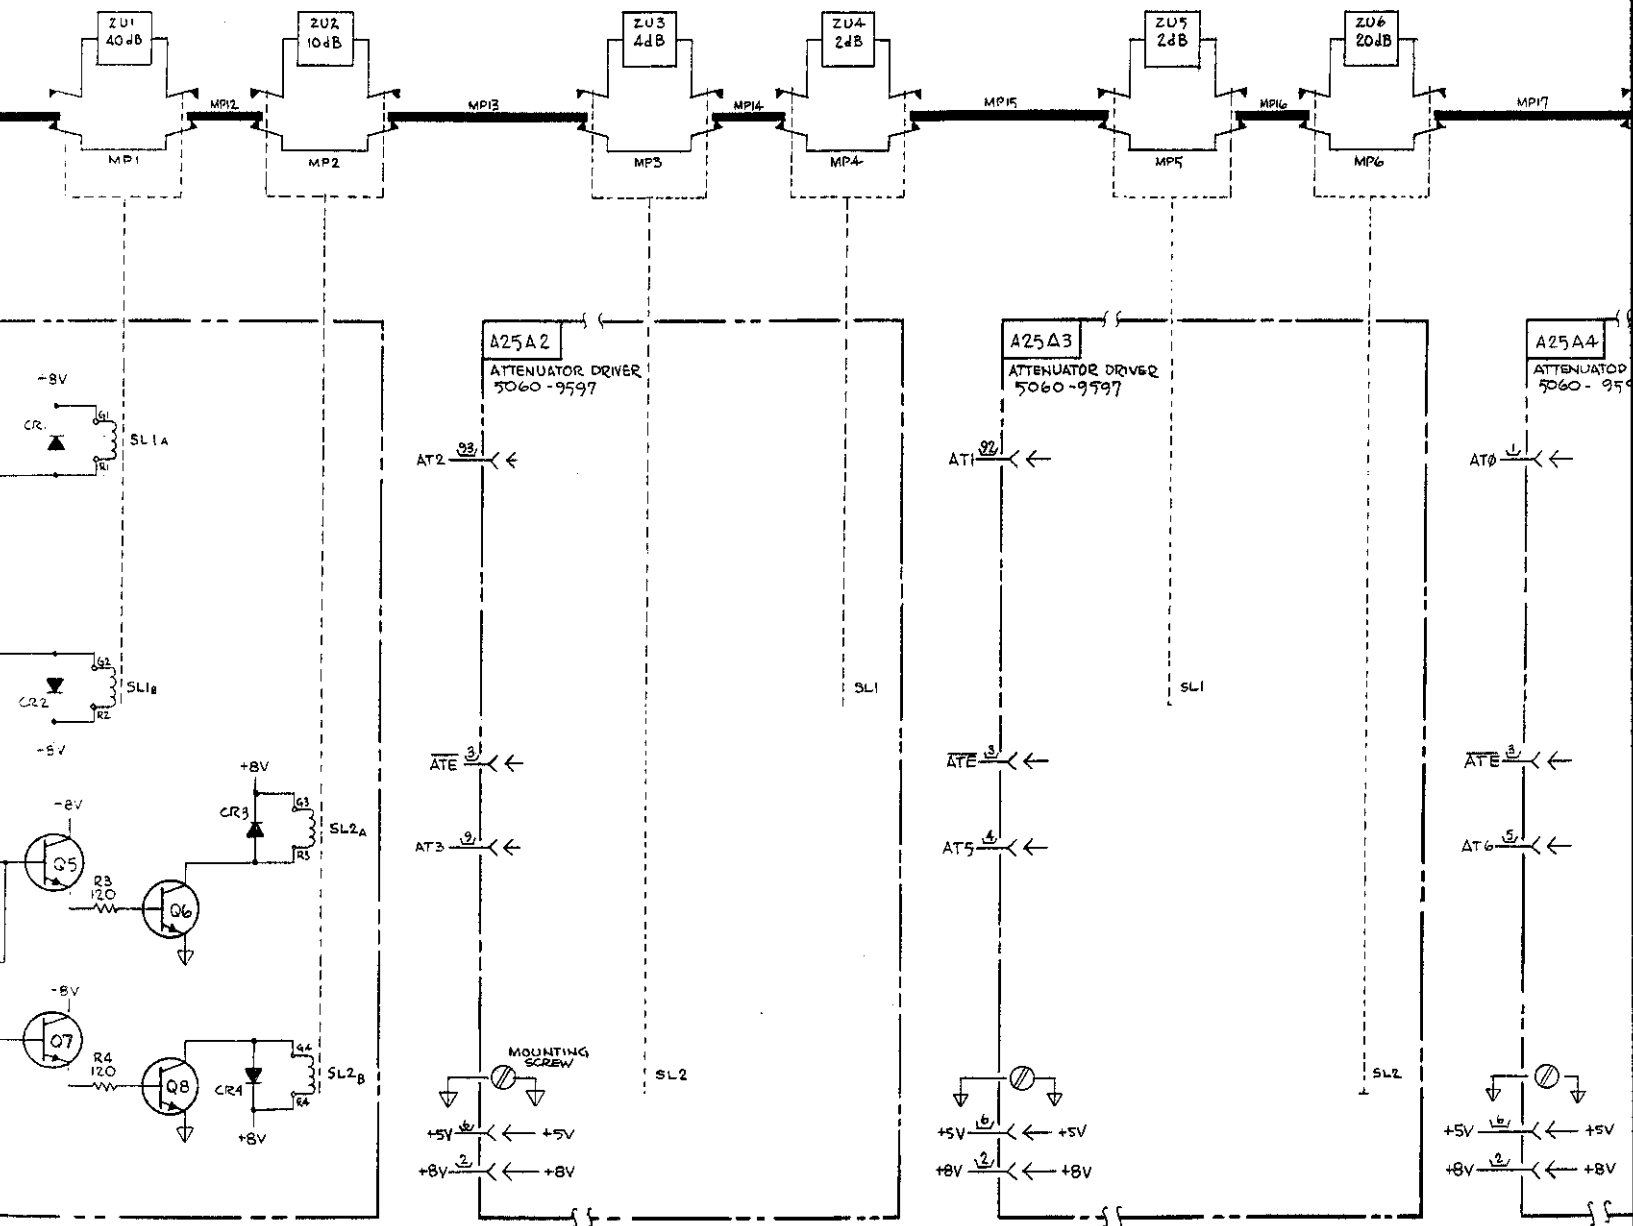 ZU1
40dB
ZU2
10dB
ZU3
4dB
ZU4
2dB
ZU5
2dB
ZU6
20dB
MP12
MP13
MP14
MP15
MP16
MP17
MP1
MP2
MP3
MP4
MP5
MP6
A25A2
ATTENUATOR DRIVER
5060-9597
A25A3
ATTENUATOR DRIVER
5060-9597
A25A4
5060-
G1
SL1A
R1
AT2
93
AT1
92
ATØ
1
G2
SL1B
CR2
R2
SL1
SL1
ATE
3
ATE
3
ATE
3
+8V
CR3
G3
SL2A
R3
-8V
Q5
R3
120
Q6
AT3
9
AT5
4
AT6
5
-8V
Q7
R4
120
Q8
CR4
G4
SL2B
R4
+8V
MOUNTING
SCREW
SL2
SL2
+5V
6
+5V
+5V
6
+5V
+5V
6
+5V
+8V
2
+8V
+8V
2
+8V
+8V
2
+8V